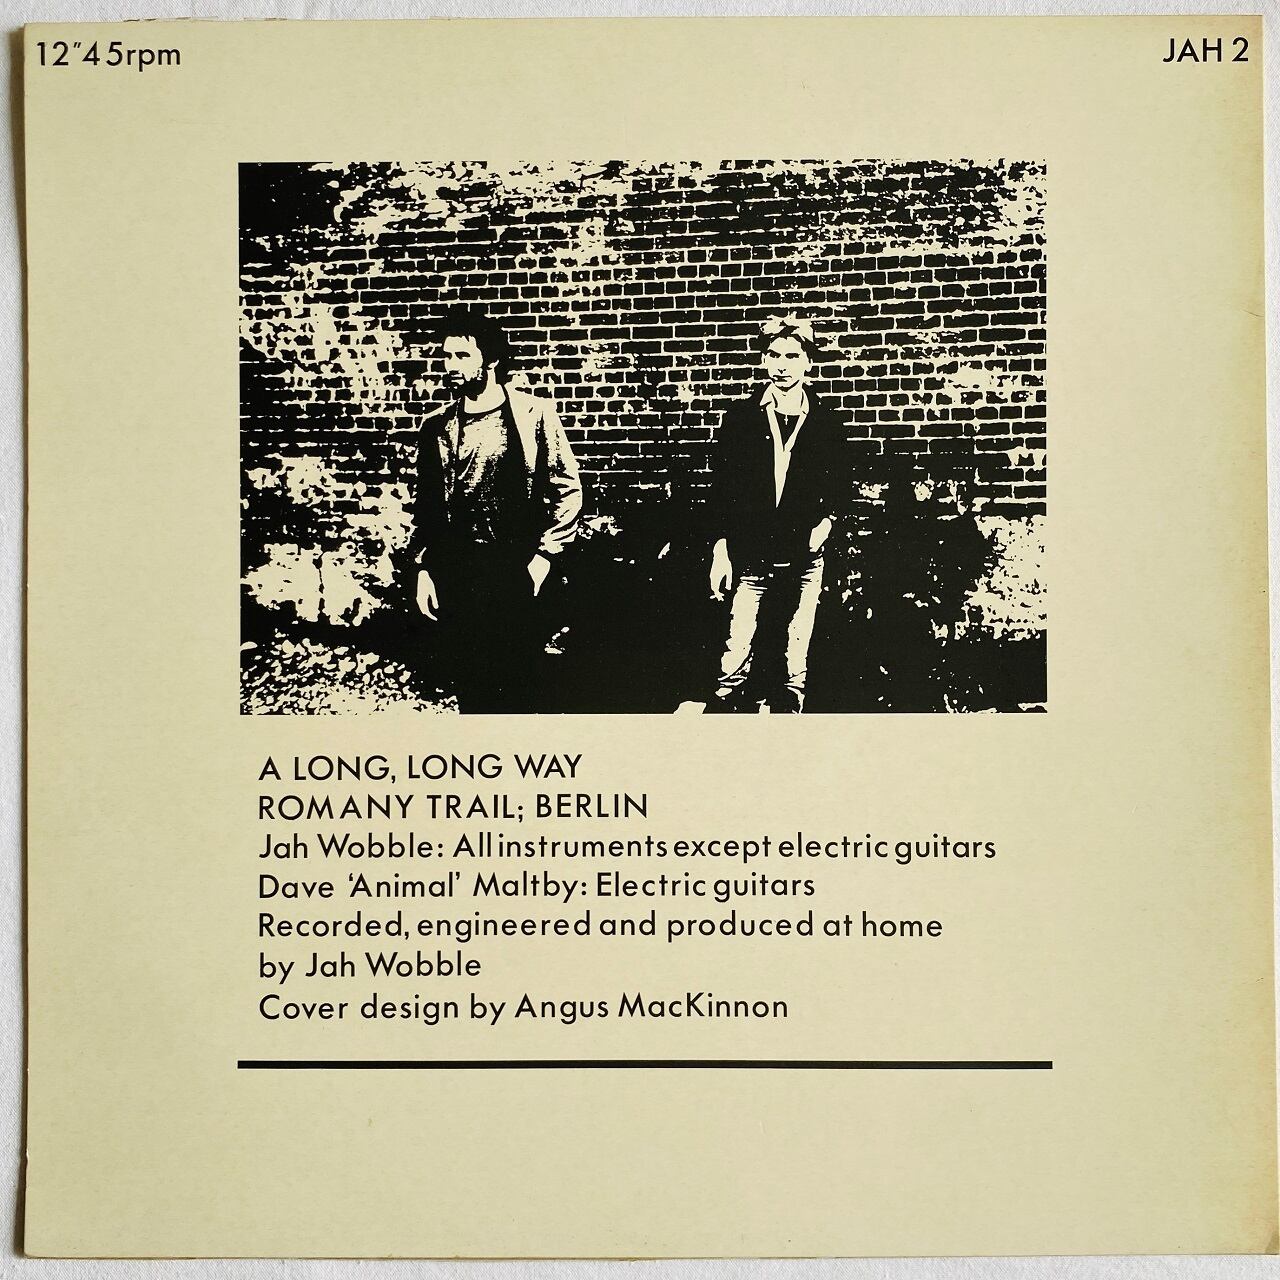 12"45rpm
JAH 2
A LONG, LONG WAY
ROMANY TRAIL; BERLIN
Jah Wobble: All instruments except electric guitars
Dave ‘Animal’ Maltby: Electric guitars
Recorded, engineered and produced at home
by Jah Wobble
Cover design by Angus MacKinnon